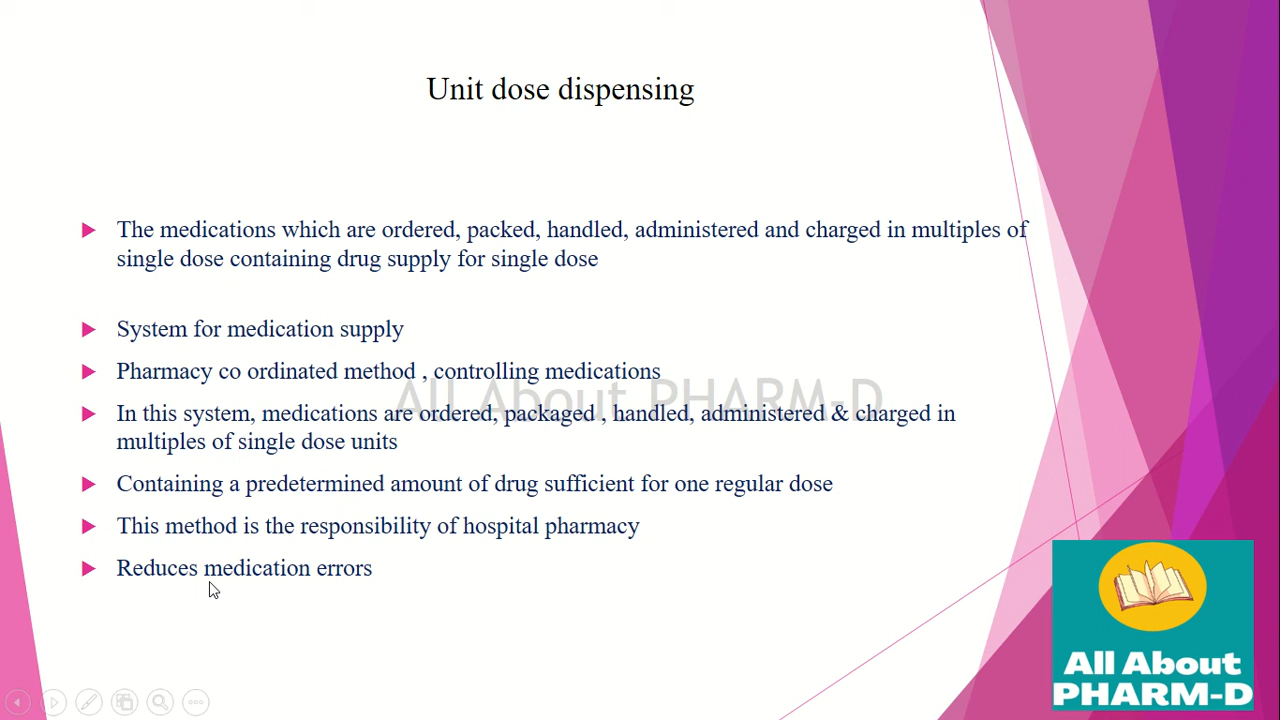 Unit dose dispensing
The medications which are ordered, packed, handled, administered and charged in multiples of
single dose containing drug supply for single dose
System for medication supply
Pharmacy co ordinated method , controlling medications
All About PHARM-D
In this system, medications are ordered, packaged , handled, administered & charged in
multiples of single dose units
Containing a predetermined amount of drug sufficient for one regular dose
This method is the responsibility of hospital pharmacy
Reduces medication errors
All About
PHARM-D